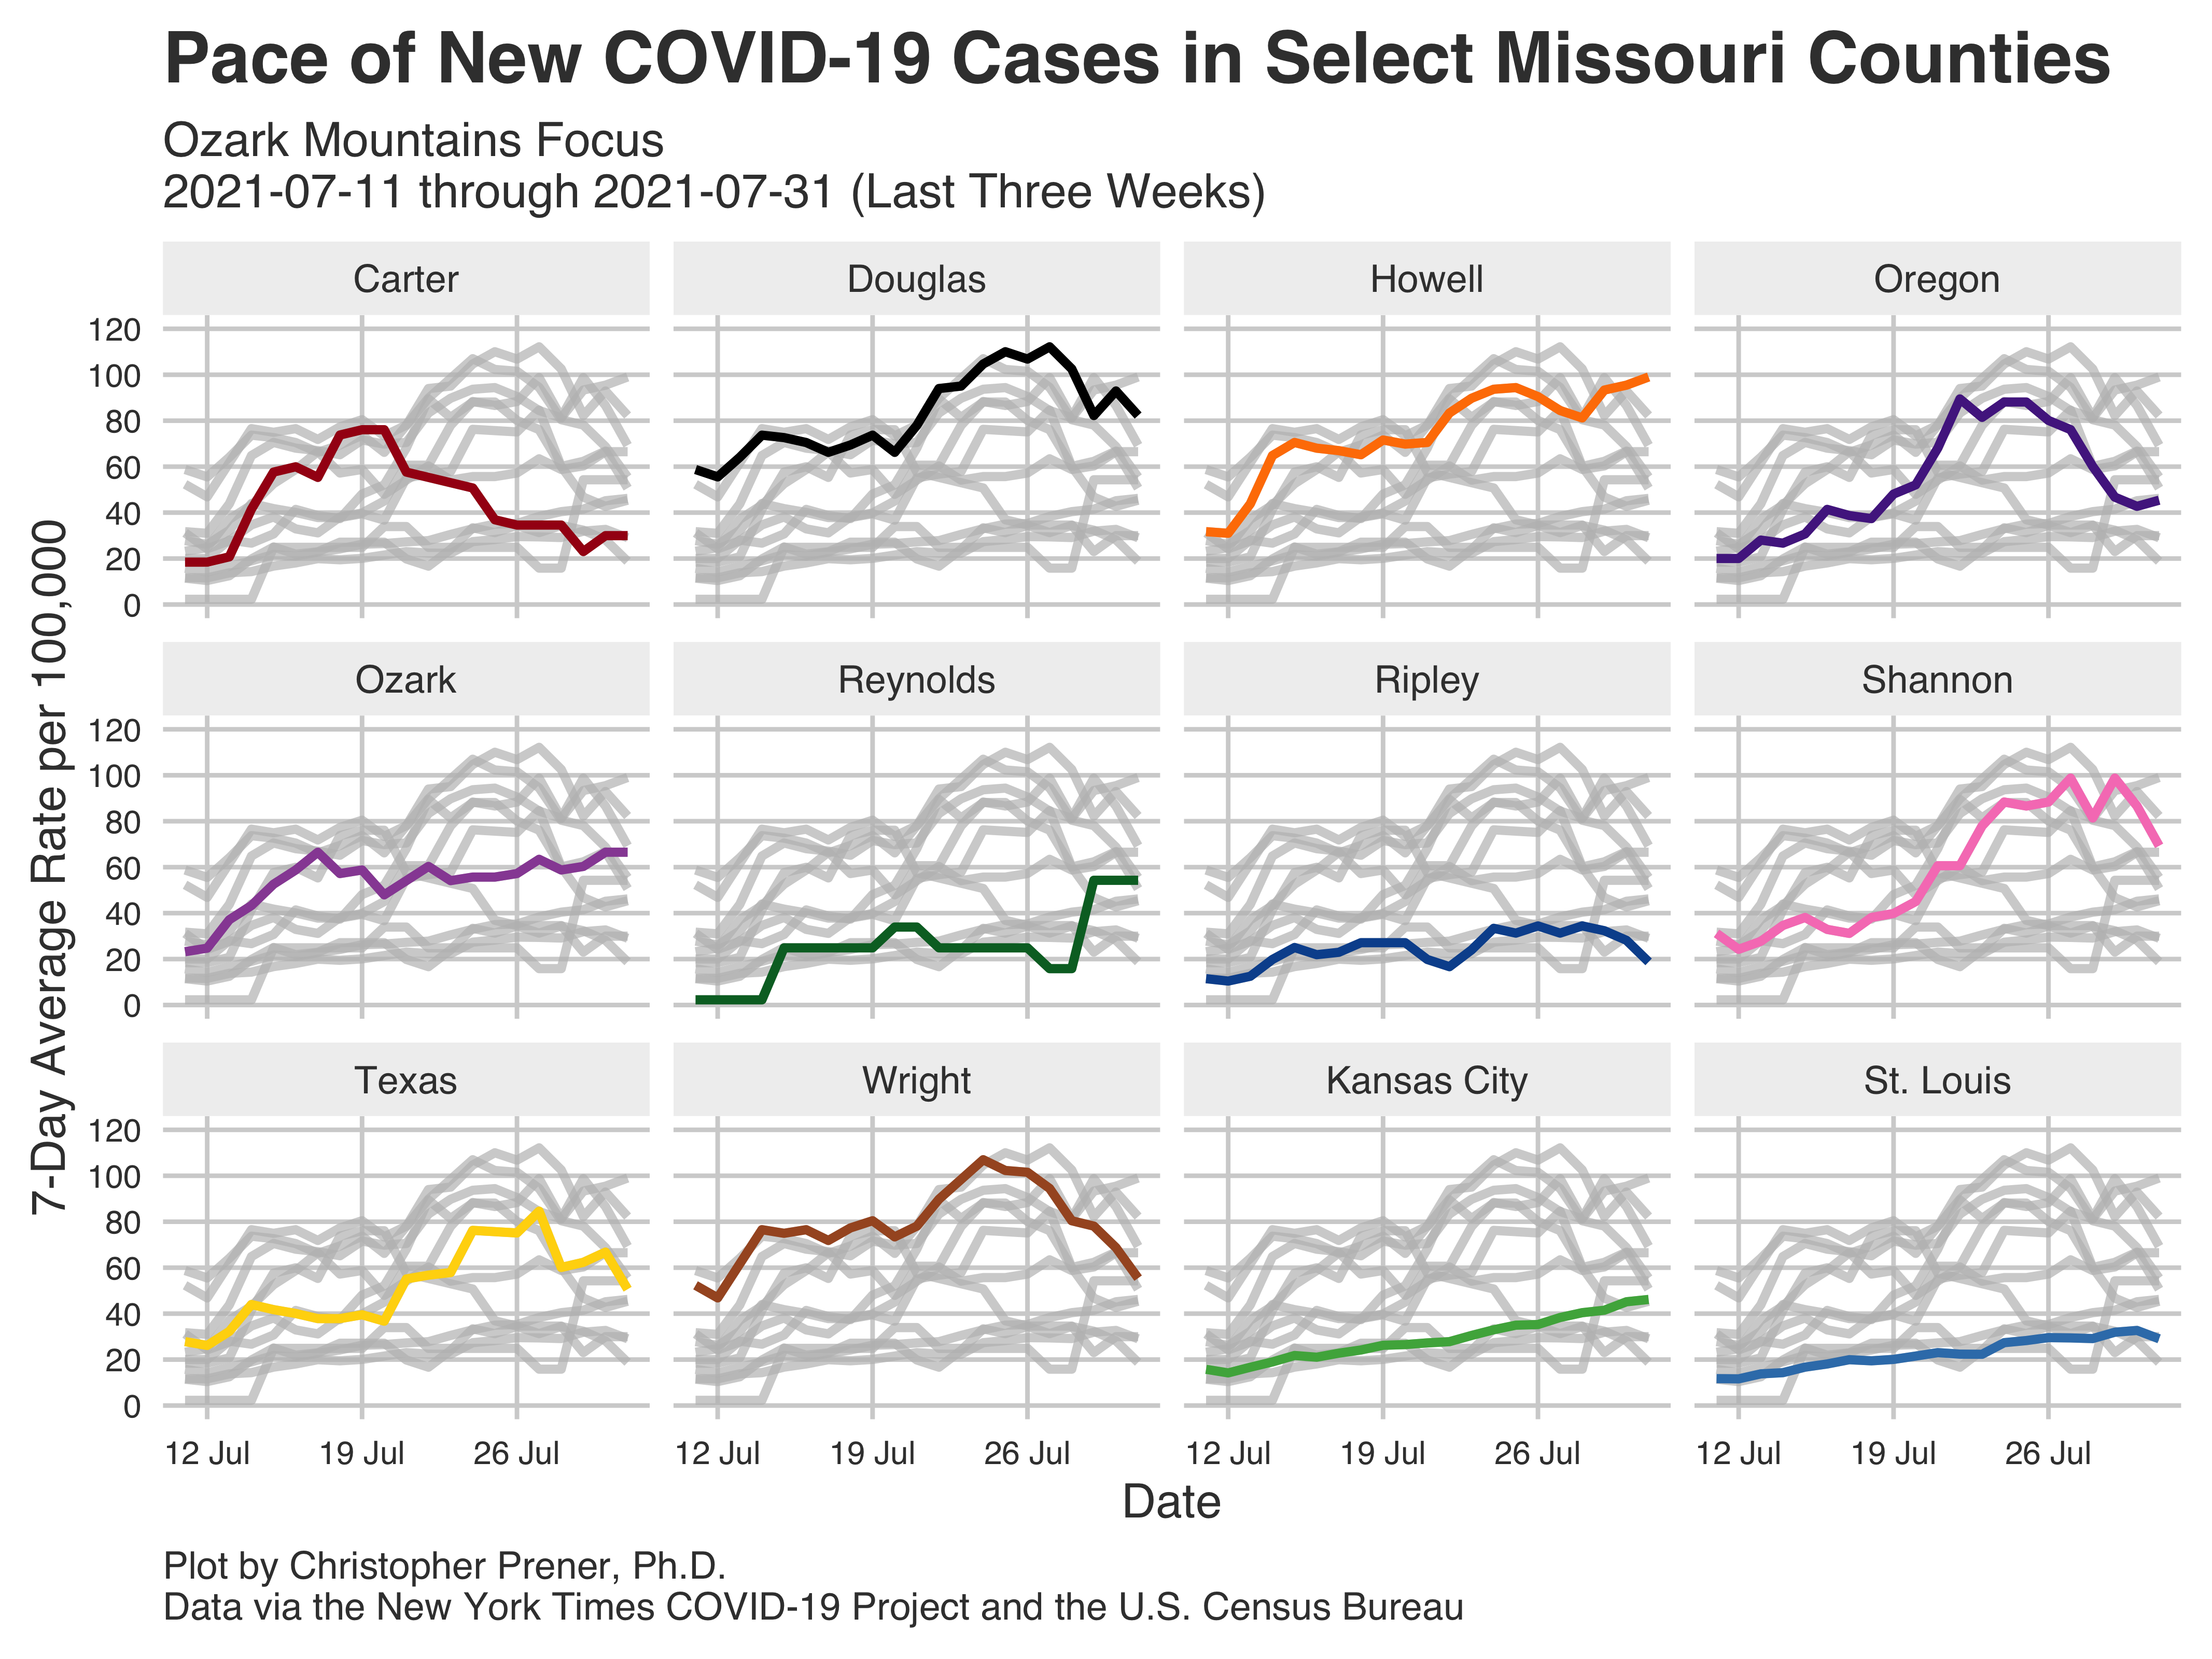 Pace of New COVID-19 Cases in Select Missouri Counties
Ozark Mountains Focus
2021-07-11 through 2021-07-31 (Last Three Weeks)
Carter
Douglas
Howell
Oregon
120
100
80
60
40
20
0
Ozark
Reynolds
Ripley
Shannon
120
100
80
60
40
20
0
Texas
Wright
Kansas City
St. Louis
120
100
80
60
40
20
0
12 Jul 19 Jul 26 Jul
12 Jul 19 Jul 26 Jul
12 Jul 19 Jul 26 Jul
12 Jul 19 Jul 26 Jul
7-Day Average Rate per 100,000
Date
Plot by Christopher Prener, Ph.D.
Data via the New York Times COVID-19 Project and the U.S. Census Bureau